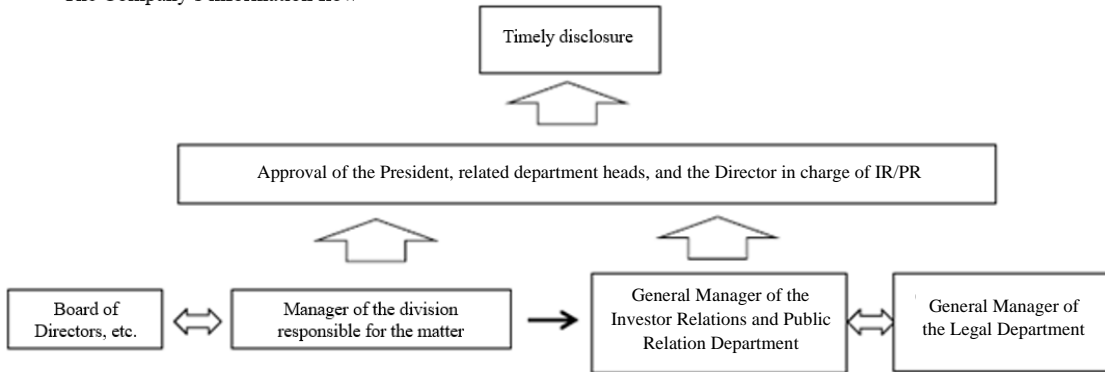 Timely disclosure
Approval of the President, related department heads, and the Director in charge of IR/PR
Board of
Directors, etc.
Manager of the division
responsible for the matter
General Manager of the
Investor Relations and Public
Relation Department
General Manager of
the Legal Department